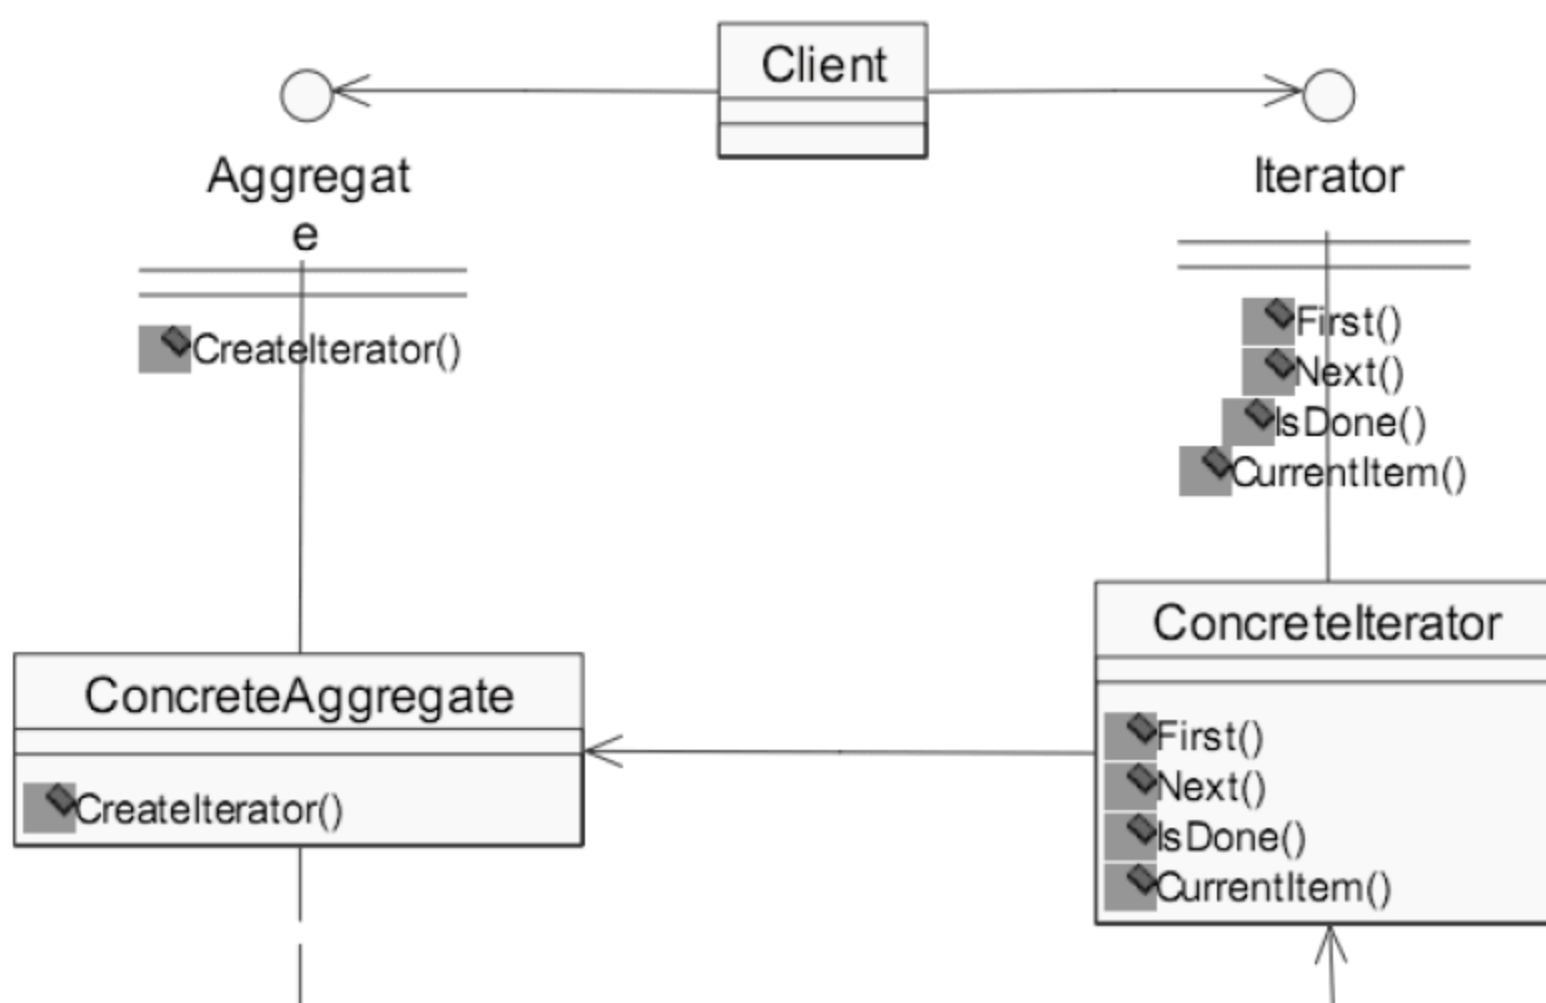 Client
Aggregat
e
CreateIterator()
Iterator
First()
Next()
IsDone()
CurrentItem()
ConcreteAggregate
CreateIterator()
ConcreteIterator
First()
Next()
IsDone()
CurrentItem()